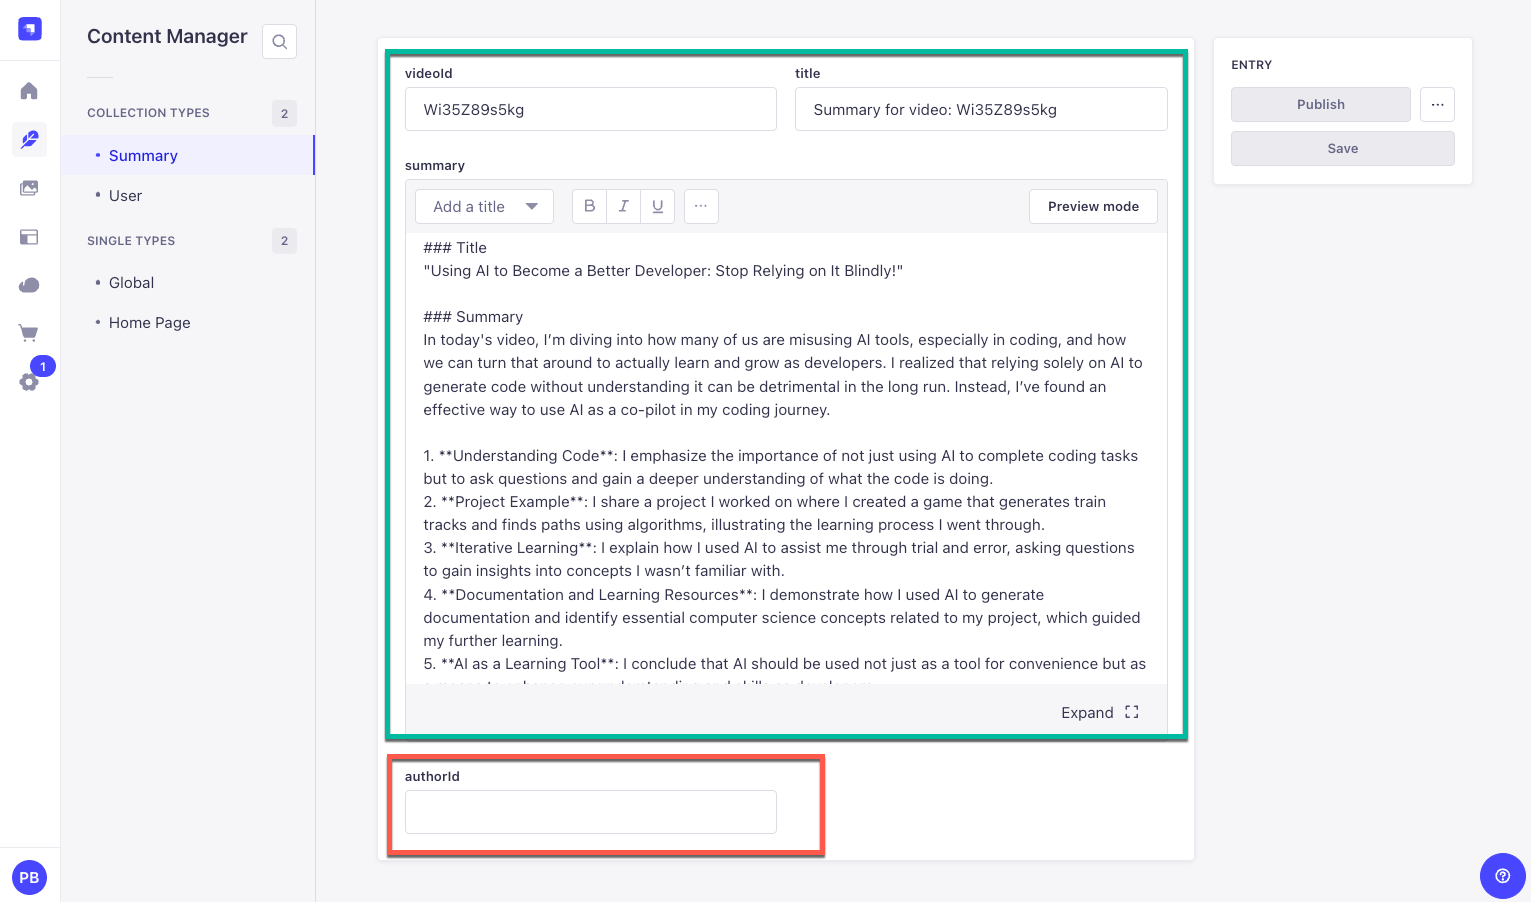 Content Manager
COLLECTION TYPES
2
Summary
User
SINGLE TYPES
2
Global
Home Page
1
PB
videoId
Wi35Z89s5kg
title
Summary for video: Wi35Z89s5kg
summary
Add a title
B
I
U
...
Preview mode
### Title
"Using AI to Become a Better Developer: Stop Relying on It Blindly!"
### Summary
In today's video, I’m diving into how many of us are misusing AI tools, especially in coding, and how
we can turn that around to actually learn and grow as developers. I realized that relying solely on AI to
generate code without understanding it can be detrimental in the long run. Instead, I’ve found an
effective way to use AI as a co-pilot in my coding journey.
1. **Understanding Code**: I emphasize the importance of not just using AI to complete coding tasks
but to ask questions and gain a deeper understanding of what the code is doing.
2. **Project Example**: I share a project I worked on where I created a game that generates train
tracks and finds paths using algorithms, illustrating the learning process I went through.
3. **Iterative Learning**: I explain how I used AI to assist me through trial and error, asking questions
to gain insights into concepts I wasn’t familiar with.
4. **Documentation and Learning Resources**: I demonstrate how I used AI to generate
documentation and identify essential computer science concepts related to my project, which guided
my further learning.
5. **AI as a Learning Tool**: I conclude that AI should be used not just as a tool for convenience but as
Expand
authorId
ENTRY
Publish
...
Save
?